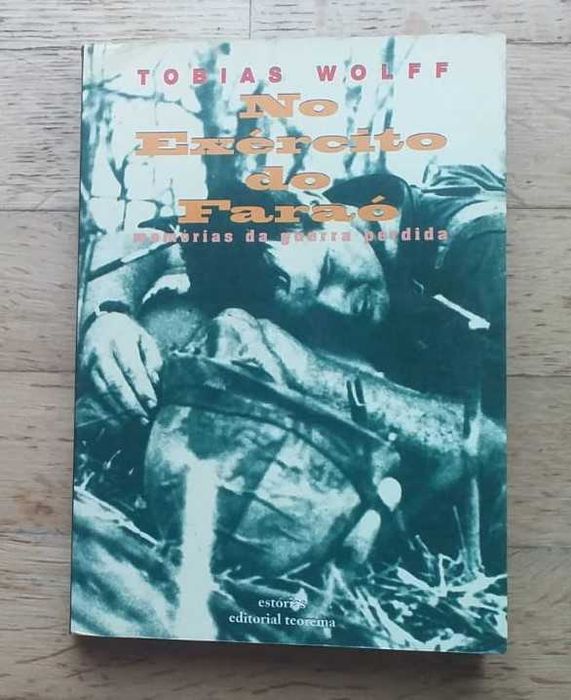 TOBIAS WOLFF
No
Exército
do
Faraó
memórias da guerra perdida
estórias
editorial teorema